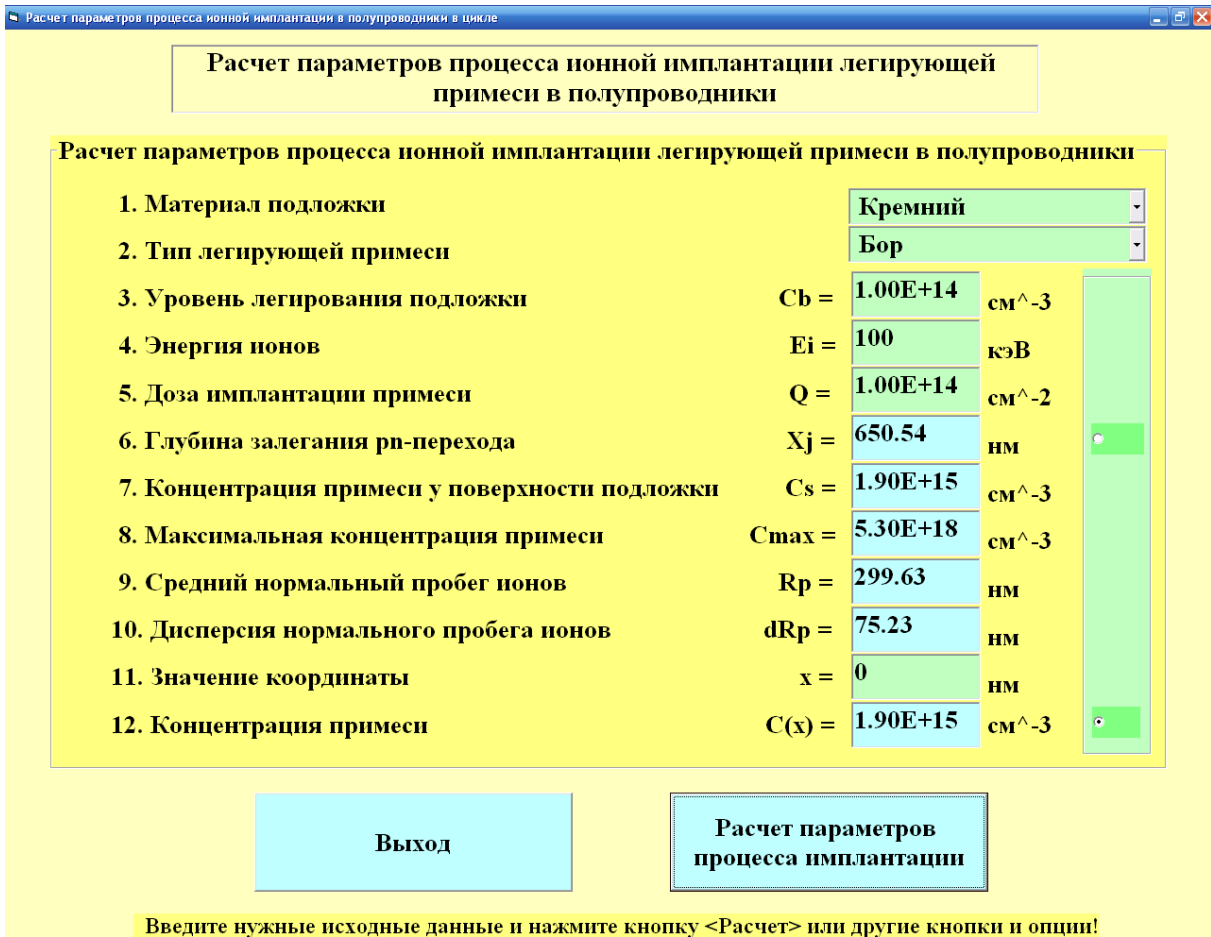 Расчет параметров процесса ионной имплантации в полупроводники в цикле
Расчет параметров процесса ионной имплантации легирующей
примеси в полупроводники
Расчет параметров процесса ионной имплантации легирующей примеси в полупроводники
1. Материал подложки Кремний
2. Тип легирующей примеси Бор
3. Уровень легирования подложки Cb = 1.00E+14 см^-3
4. Энергия ионов Ei = 100 кэВ
5. Доза имплантации примеси Q = 1.00E+14 см^-2
6. Глубина залегания pn-перехода Xj = 650.54 нм
7. Концентрация примеси у поверхности подложки Cs = 1.90E+15 см^-3
8. Максимальная концентрация примеси Cmax = 5.30E+18 см^-3
9. Средний нормальный пробег ионов Rp = 299.63 нм
10. Дисперсия нормального пробега ионов dRp = 75.23 нм
11. Значение координаты x = 0 нм
12. Концентрация примеси C(x) = 1.90E+15 см^-3
Выход
Расчет параметров
процесса имплантации
Введите нужные исходные данные и нажмите кнопку <Расчет> или другие кнопки и опции!